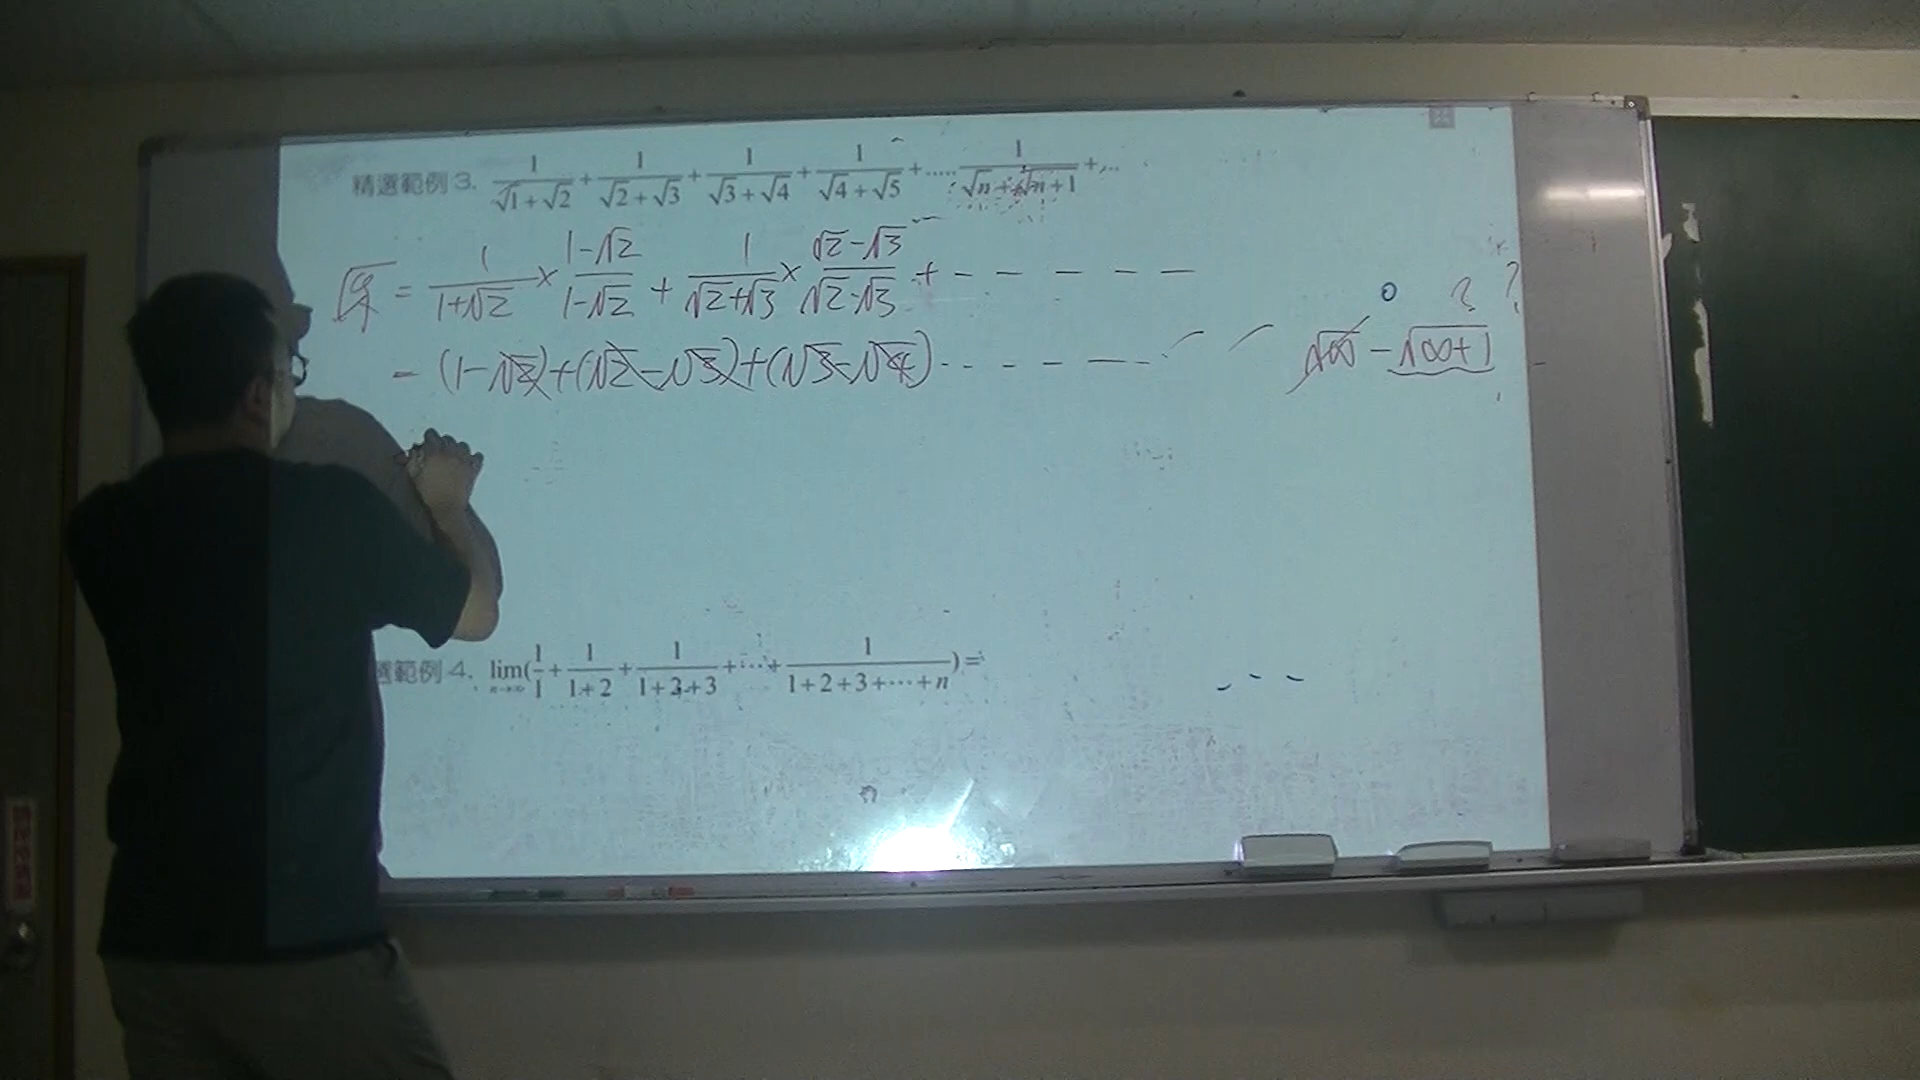 精選範例 3. 1/(√1+√2) + 1/(√2+√3) + 1/(√3+√4) + 1/(√4+√5) + ..... 1/(√n+√n+1) + ...
= 1/(1+√2) × (1-√2)/(1-√2) + 1/(√2+√3) × (√2-√3)/(√2-√3) + - - - - -
- (1-√2)+(√2-√3)+(√3-√4) - - - - - √∞ - √∞+1
0 ? ?
選範例 4. lim n→∞ (1/1 + 1/(1+2) + 1/(1+2+3) + ⋯ + 1/(1+2+3+⋯+n)) =